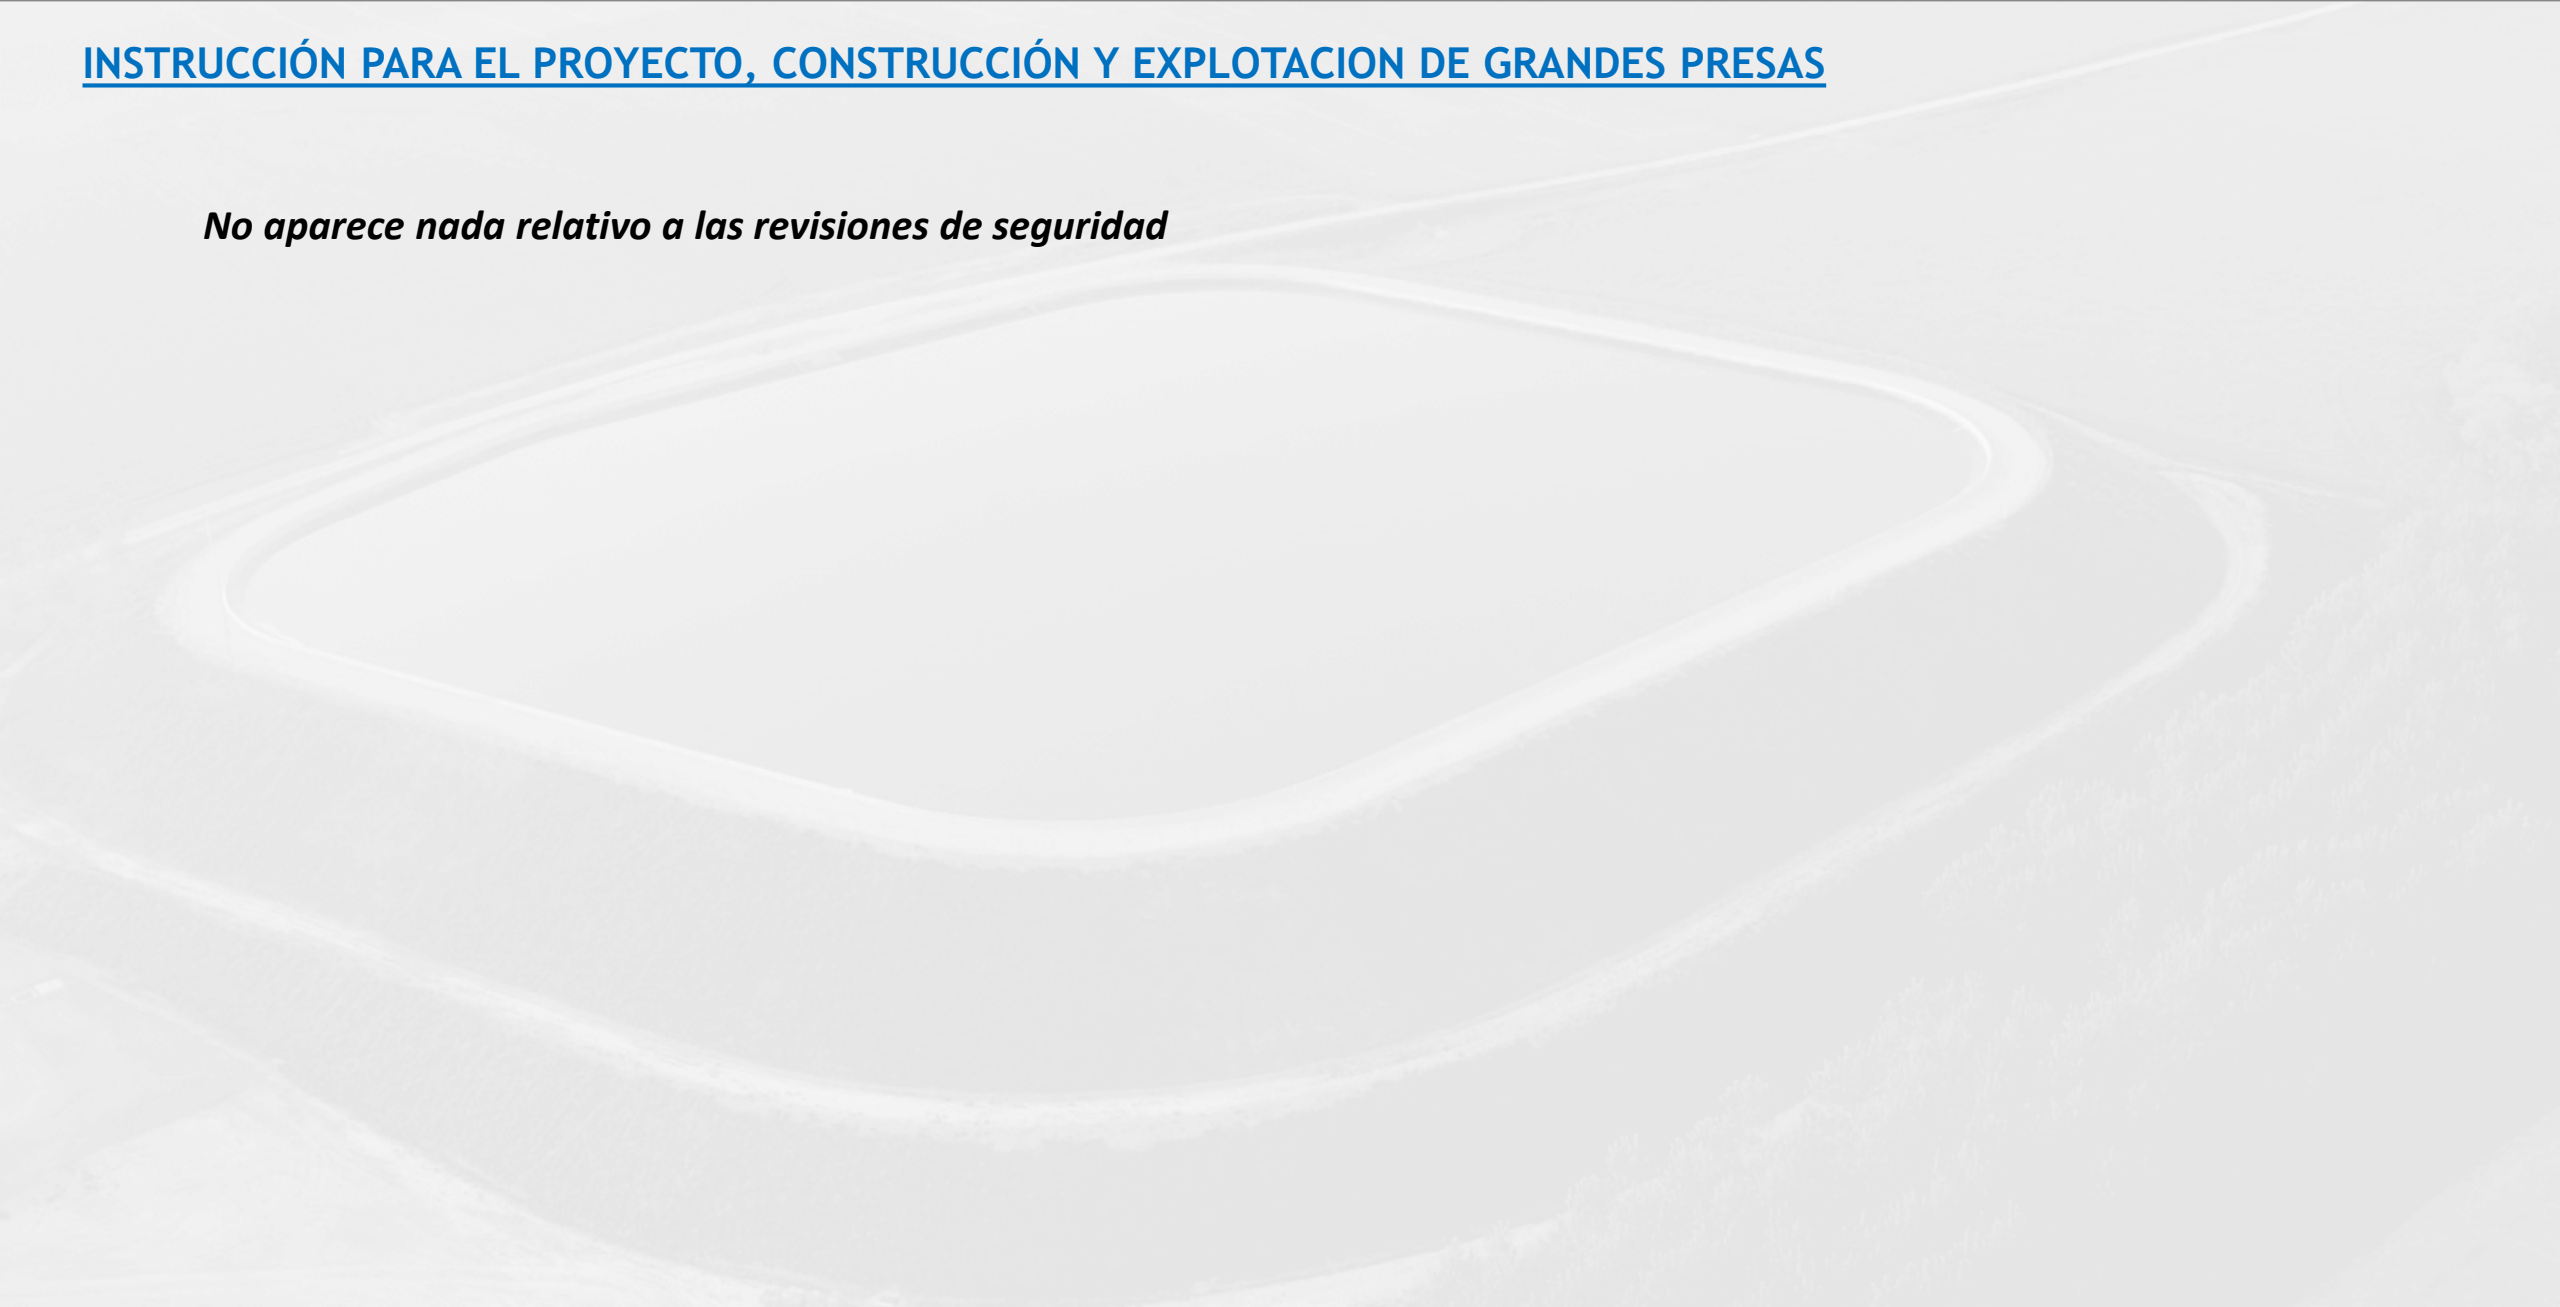 INSTRUCCIÓN PARA EL PROYECTO, CONSTRUCCIÓN Y EXPLOTACION DE GRANDES PRESAS
No aparece nada relativo a las revisiones de seguridad